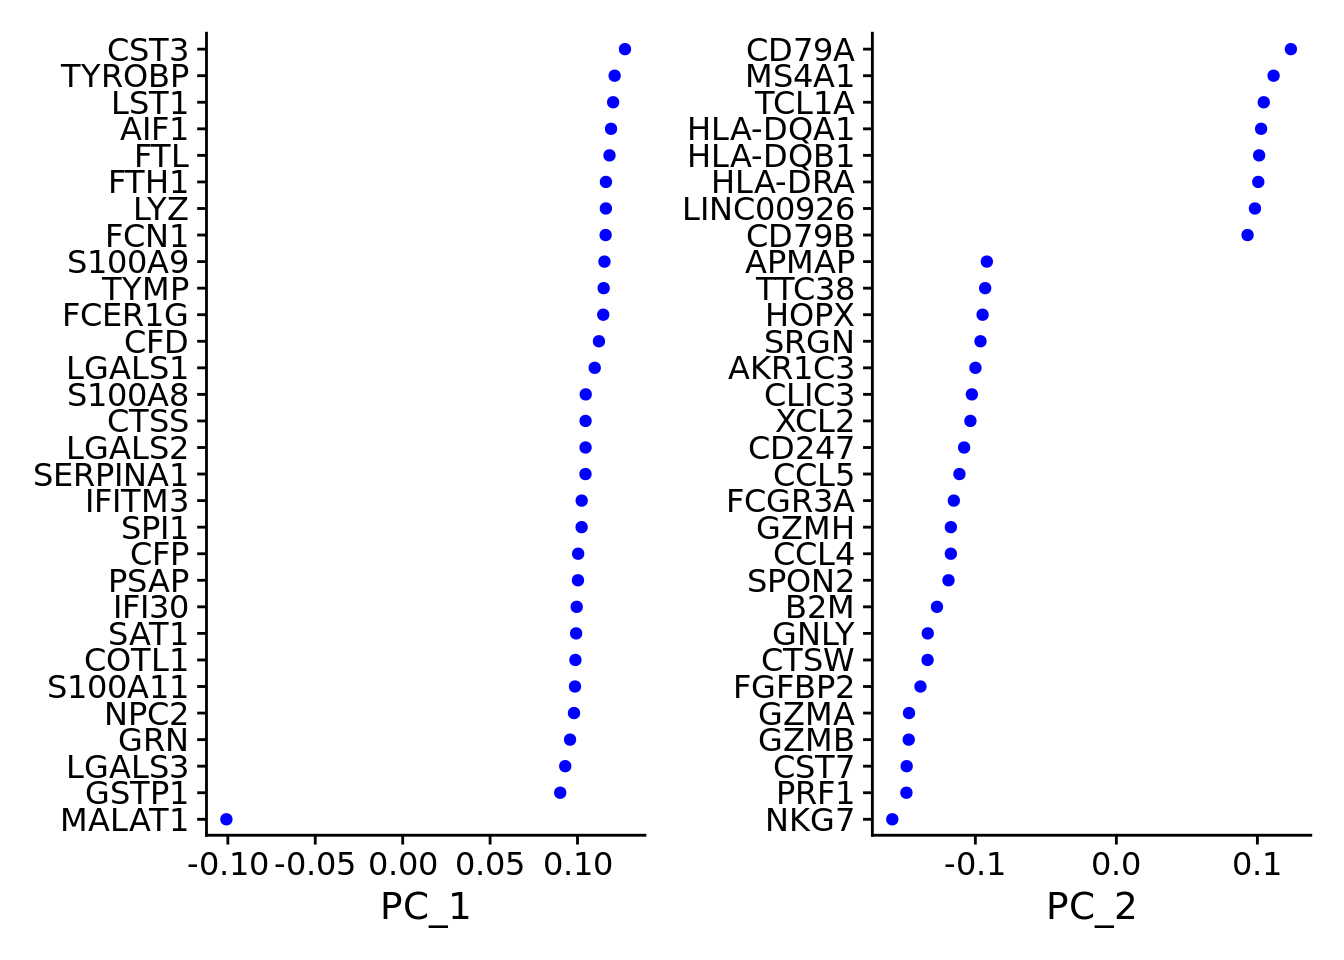 CST3
TYROBP
LST1
AIF1
FTL
FTH1
LYZ
FCN1
S100A9
TYMP
FCER1G
CFD
LGALS1
S100A8
CTSS
LGALS2
SERPINA1
IFITM3
SPI1
CFP
PSAP
IFI30
SAT1
COTL1
S100A11
NPC2
GRN
LGALS3
GSTP1
MALAT1
-0.10 -0.05 0.00 0.05 0.10
PC_1
CD79A
MS4A1
TCL1A
HLA-DQA1
HLA-DQB1
HLA-DRA
LINC00926
CD79B
APMAP
TTC38
HOPX
SRGN
AKR1C3
CLIC3
XCL2
CD247
CCL5
FCGR3A
GZMH
CCL4
SPON2
B2M
GNLY
CTSW
FGFBP2
GZMA
GZMB
CST7
PRF1
NKG7
-0.1 0.0 0.1
PC_2